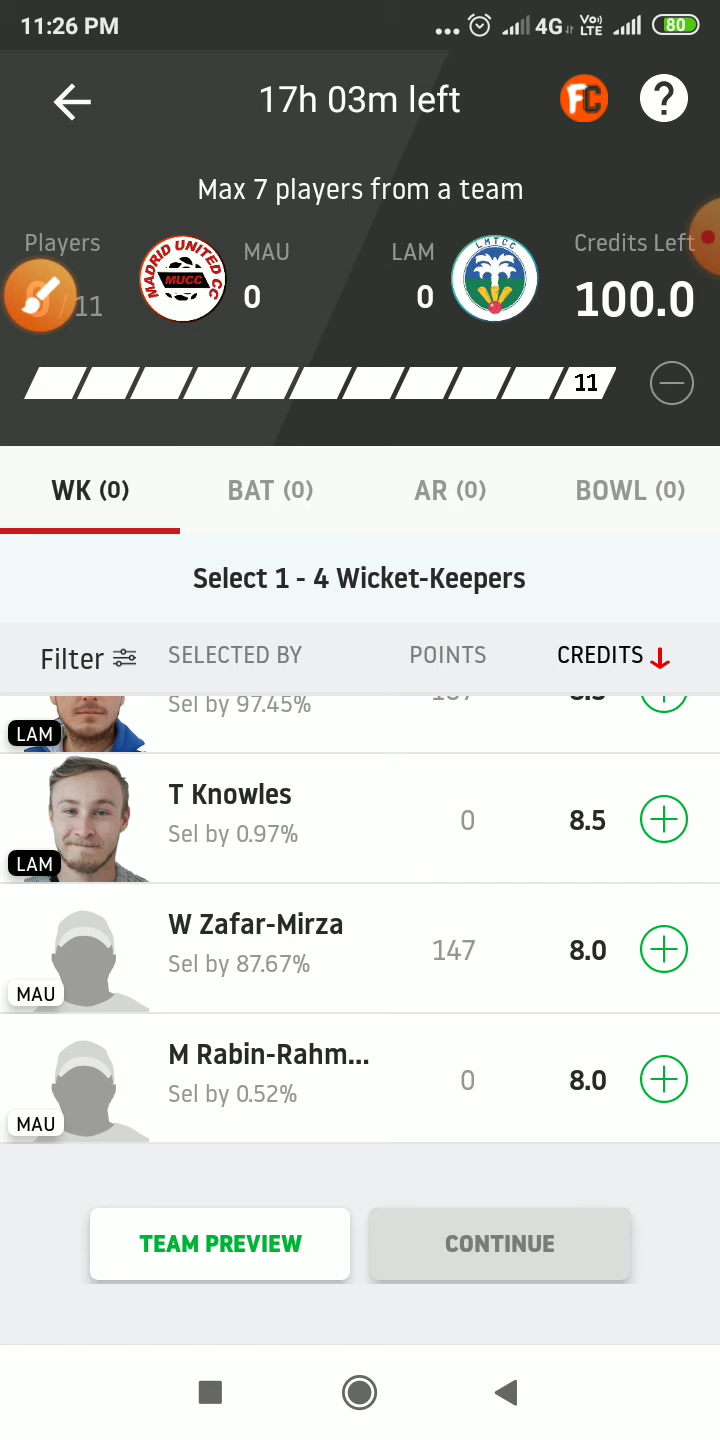 11:26 PM
4G
Vo)
LTE
80
17h 03m left
FC
?
Max 7 players from a team
Players
MAU
LAM
Credits Left
MADRID UNITED CC
MUCC
LMTCC
/11
0
0
100.0
11
WK (0)
BAT (0)
AR (0)
BOWL (0)
Select 1 - 4 Wicket-Keepers
Filter
SELECTED BY
POINTS
CREDITS
Sel by 97.45%
LAM
T Knowles
Sel by 0.97%
0
8.5
LAM
W Zafar-Mirza
Sel by 87.67%
147
8.0
MAU
M Rabin-Rahm...
Sel by 0.52%
0
8.0
MAU
TEAM PREVIEW
CONTINUE